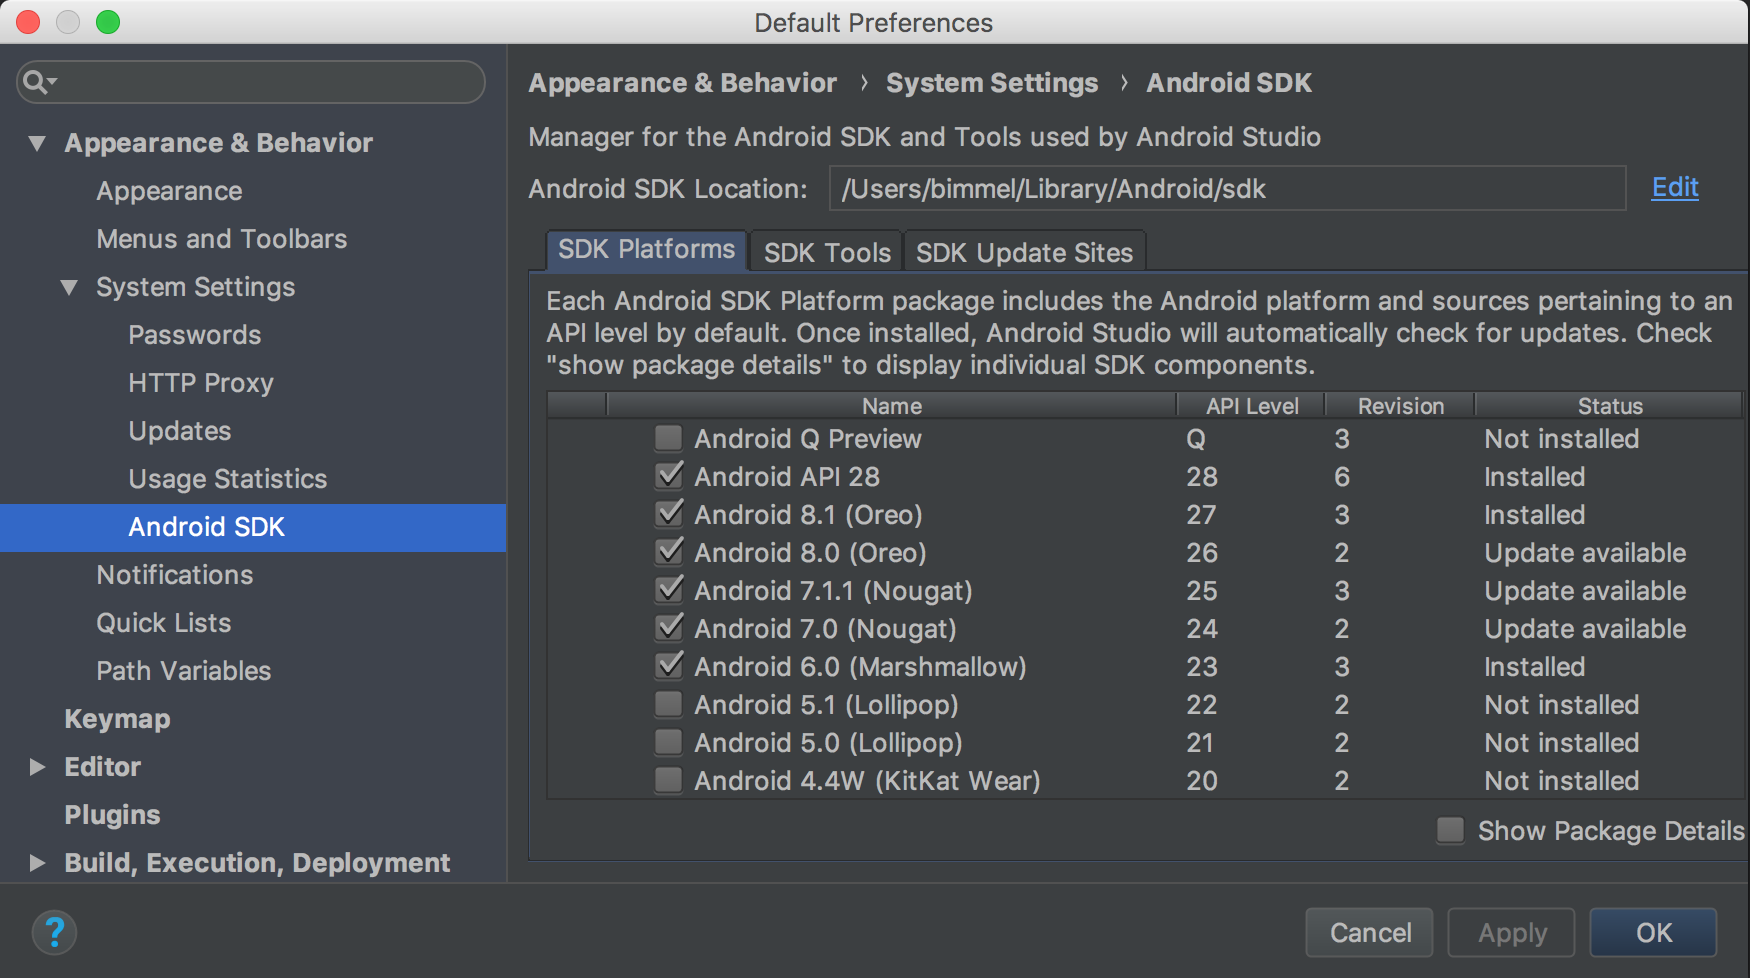 Default Preferences
Appearance & Behavior
Appearance
Menus and Toolbars
System Settings
Passwords
HTTP Proxy
Updates
Usage Statistics
Android SDK
Notifications
Quick Lists
Path Variables
Keymap
Editor
Plugins
Build, Execution, Deployment
Appearance & Behavior › System Settings › Android SDK
Manager for the Android SDK and Tools used by Android Studio
Android SDK Location: /Users/bimmel/Library/Android/sdk Edit
SDK Platforms SDK Tools SDK Update Sites
Each Android SDK Platform package includes the Android platform and sources pertaining to an
API level by default. Once installed, Android Studio will automatically check for updates. Check
"show package details" to display individual SDK components.
Name API Level Revision Status
Android Q Preview Q 3 Not installed
Android API 28 28 6 Installed
Android 8.1 (Oreo) 27 3 Installed
Android 8.0 (Oreo) 26 2 Update available
Android 7.1.1 (Nougat) 25 3 Update available
Android 7.0 (Nougat) 24 2 Update available
Android 6.0 (Marshmallow) 23 3 Installed
Android 5.1 (Lollipop) 22 2 Not installed
Android 5.0 (Lollipop) 21 2 Not installed
Android 4.4W (KitKat Wear) 20 2 Not installed
Show Package Details
? Cancel Apply OK